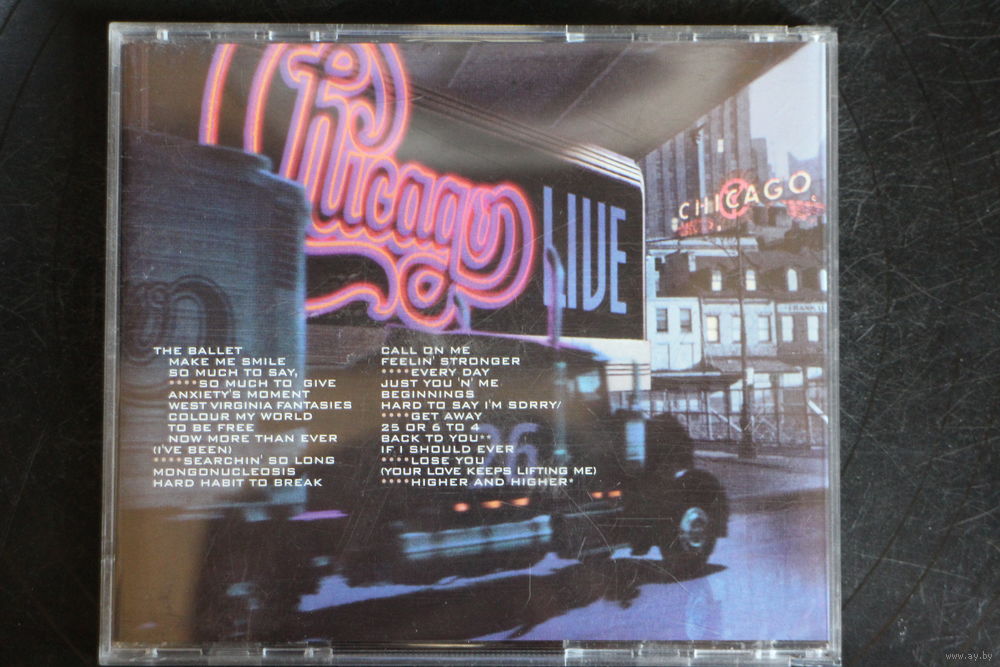 Chicago
LIVE
CHICAGO
26
THE BALLET
MAKE ME SMILE
SO MUCH TO SAY,
****SO MUCH TO GIVE
ANXIETY'S MOMENT
WEST VIRGINIA FANTASIES
COLOUR MY WORLD
TO BE FREE
NOW MORE THAN EVER
(I'VE BEEN)
****SEARCHIN' SO LONG
MONGONUCLEOSIS
HARD HABIT TO BREAK
CALL ON ME
FEELIN' STRONGER
****EVERY DAY
JUST YOU 'N' ME
BEGINNINGS
HARD TO SAY I'M SORRY/
****GET AWAY
25 OR 6 TO 4
BACK TO YOU**
IF I SHOULD EVER
****LOSE YOU
(YOUR LOVE KEEPS LIFTING ME)
****HIGHER AND HIGHER*
www.ay.by